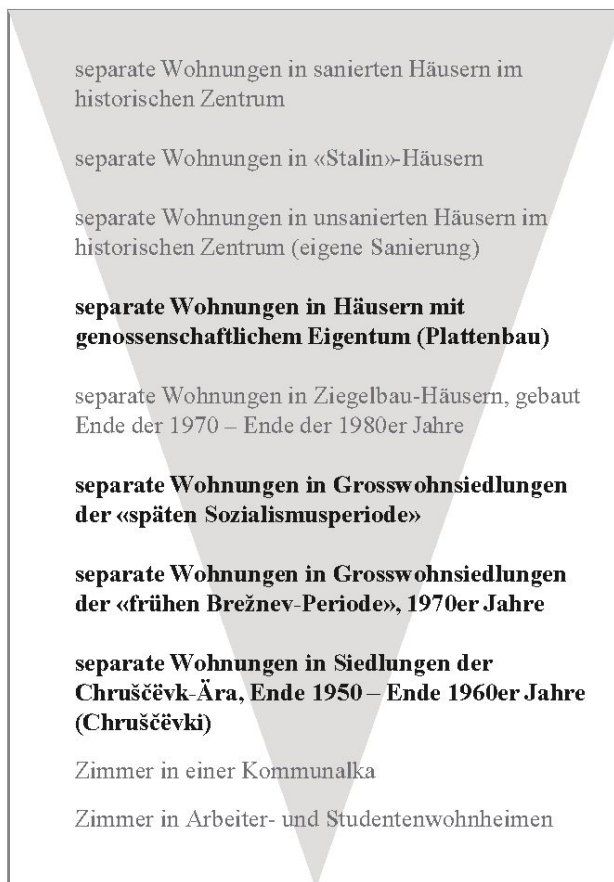 separate Wohnungen in sanierten Häusern im
historischen Zentrum
separate Wohnungen in «Stalin»-Häusern
separate Wohnungen in unsanierten Häusern im
historischen Zentrum (eigene Sanierung)
separate Wohnungen in Häusern mit
genossenschaftlichem Eigentum (Plattenbau)
separate Wohnungen in Ziegelbau-Häusern, gebaut
Ende der 1970 – Ende der 1980er Jahre
separate Wohnungen in Grosswohnsiedlungen
der «späten Sozialismusperiode»
separate Wohnungen in Grosswohnsiedlungen
der «frühen Brežnev-Periode», 1970er Jahre
separate Wohnungen in Siedlungen der
Chruščëvk-Ära, Ende 1950 – Ende 1960er Jahre
(Chruščëvki)
Zimmer in einer Kommunalka
Zimmer in Arbeiter- und Studentenwohnheimen